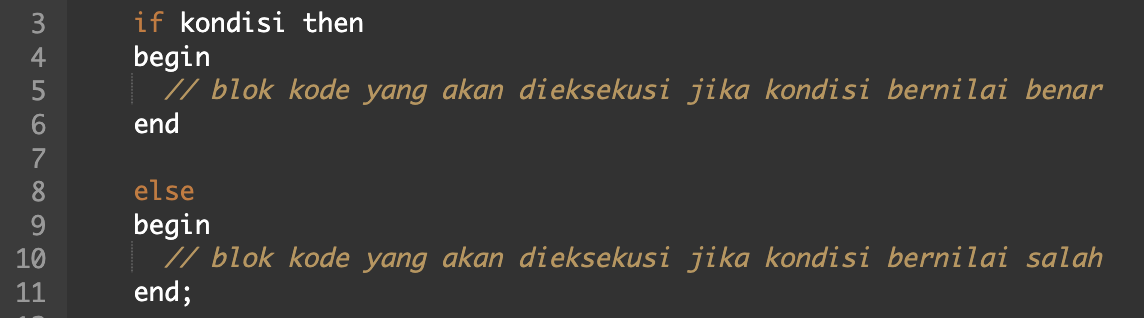 3 if kondisi then
4 begin
5 // blok kode yang akan dieksekusi jika kondisi bernilai benar
6 end
7
8 else
9 begin
10 // blok kode yang akan dieksekusi jika kondisi bernilai salah
11 end;